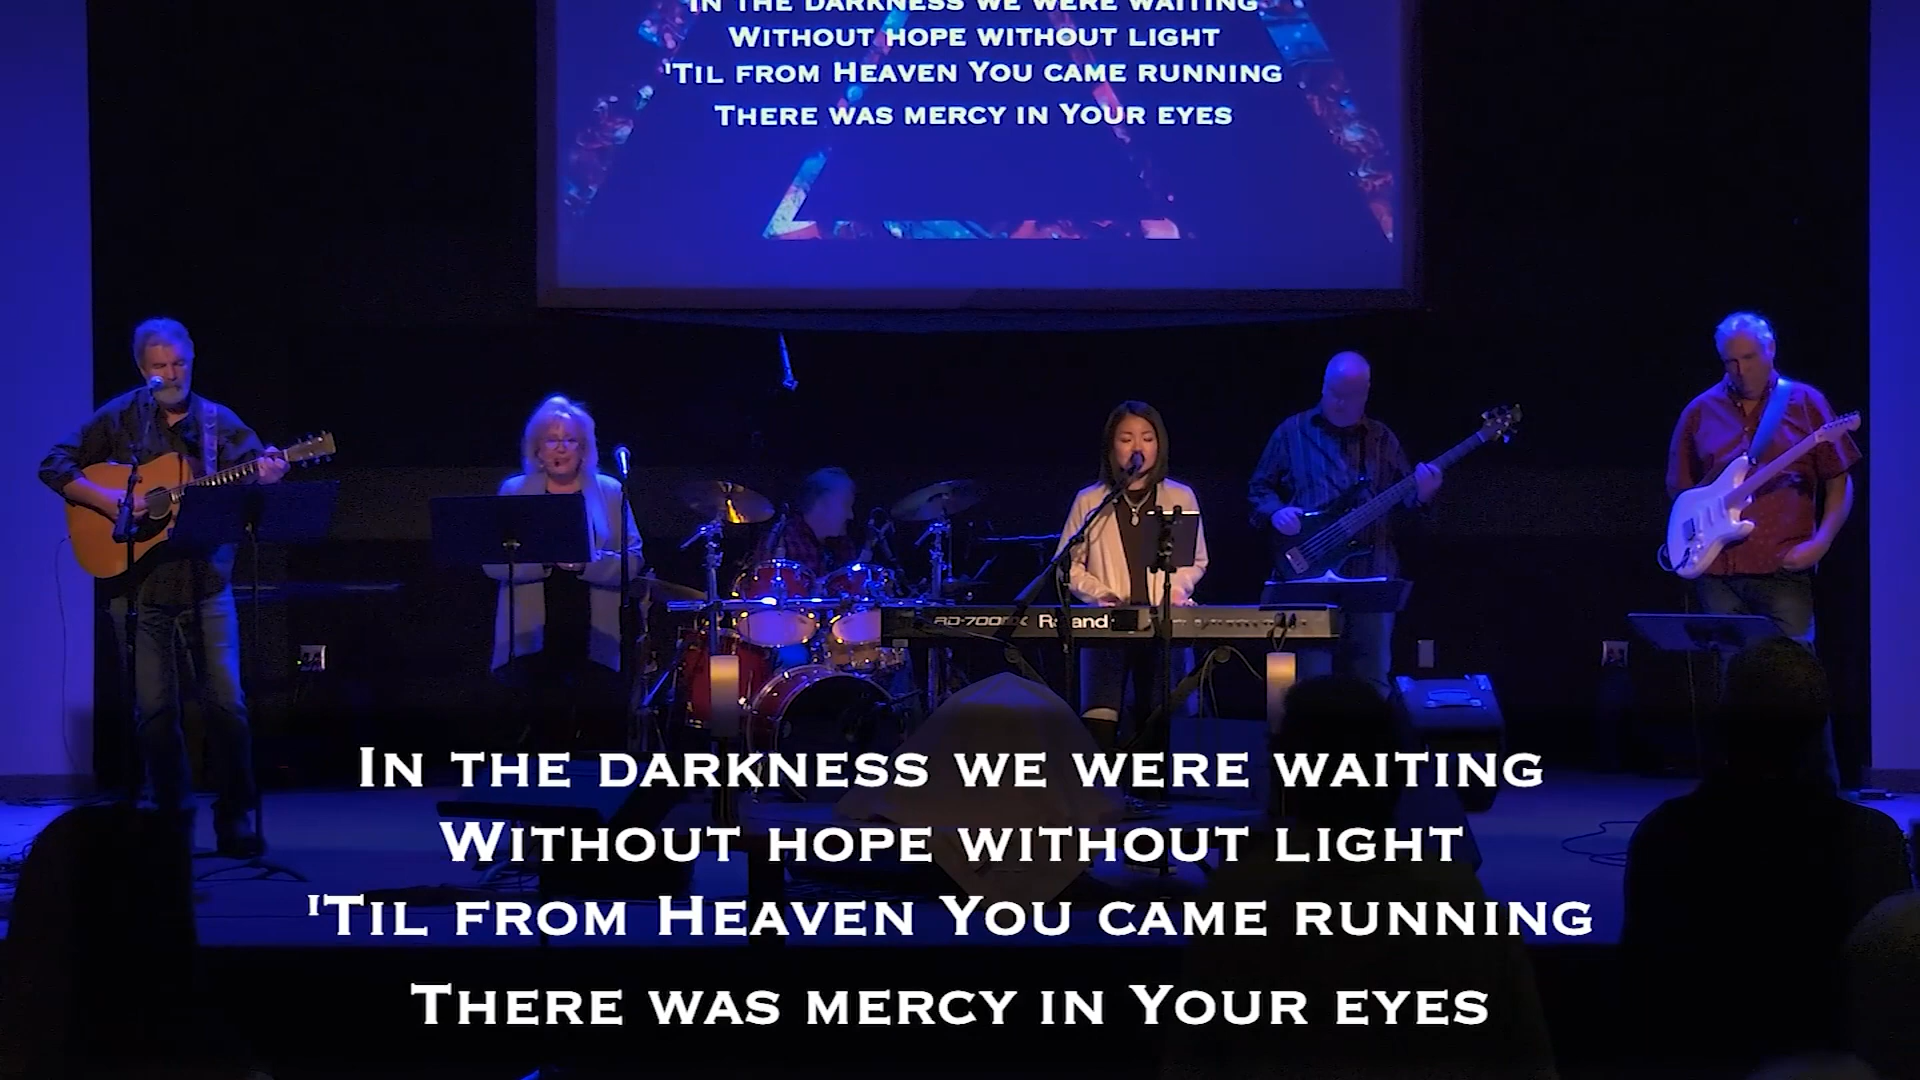 IN THE DARKNESS WE WERE WAITING
WITHOUT HOPE WITHOUT LIGHT
'TIL FROM HEAVEN YOU CAME RUNNING
THERE WAS MERCY IN YOUR EYES
RD-700 Roland
IN THE DARKNESS WE WERE WAITING
WITHOUT HOPE WITHOUT LIGHT
'TIL FROM HEAVEN YOU CAME RUNNING
THERE WAS MERCY IN YOUR EYES